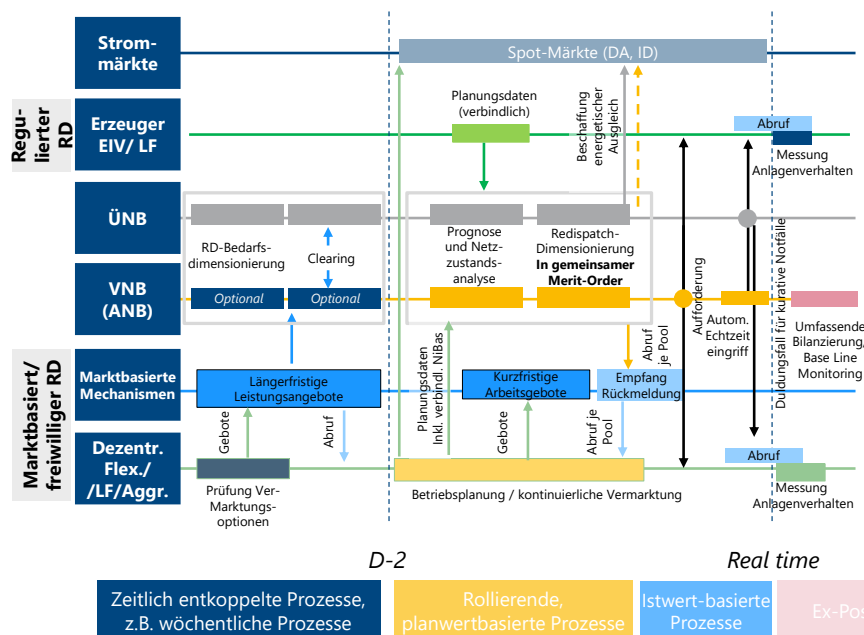 Strom-
märkte
Spot-Märkte (DA, ID)
Regu-
lierter
RD
Erzeuger
EIV/ LF
Planungsdaten
(verbindlich)
Beschaffung
energetischer
Ausgleich
Abruf
Messung
Anlagenverhalten
ÜNB
RD-Bedarfs-
dimensionierung
Clearing
Prognose
und Netz-
zustands-
analyse
Redispatch-
Dimensionierung
In gemeinsamer
Merit-Order
VNB
(ANB)
Optional
Optional
Aufforderung
Autom.
Echtzeit
eingriff
Duldungsfall für kurative Notfälle
Umfassende
Bilanzierung,
Base Line
Monitoring
Marktbasiert/
freiwilliger RD
Marktbasierte
Mechanismen
Längerfristige
Leistungsangebote
Planungsdaten
Inkl. verbindl. NiBas
Kurzfristige
Arbeitsgebote
Abruf
je Pool
Empfang
Rückmeldung
Gebote
Abruf
Gebote
Abruf je
Pool
Dezentr.
Flex./
/LF/Aggr.
Prüfung Ver-
Marktungs-
optionen
Betriebsplanung / kontinuierliche Vermarktung
Abruf
Messung
Anlagenverhalten
D-2
Real time
Zeitlich entkoppelte Prozesse,
z.B. wöchentliche Prozesse
Rollierende,
planwertbasierte Prozesse
Istwert-basierte
Prozesse
Ex-Pos